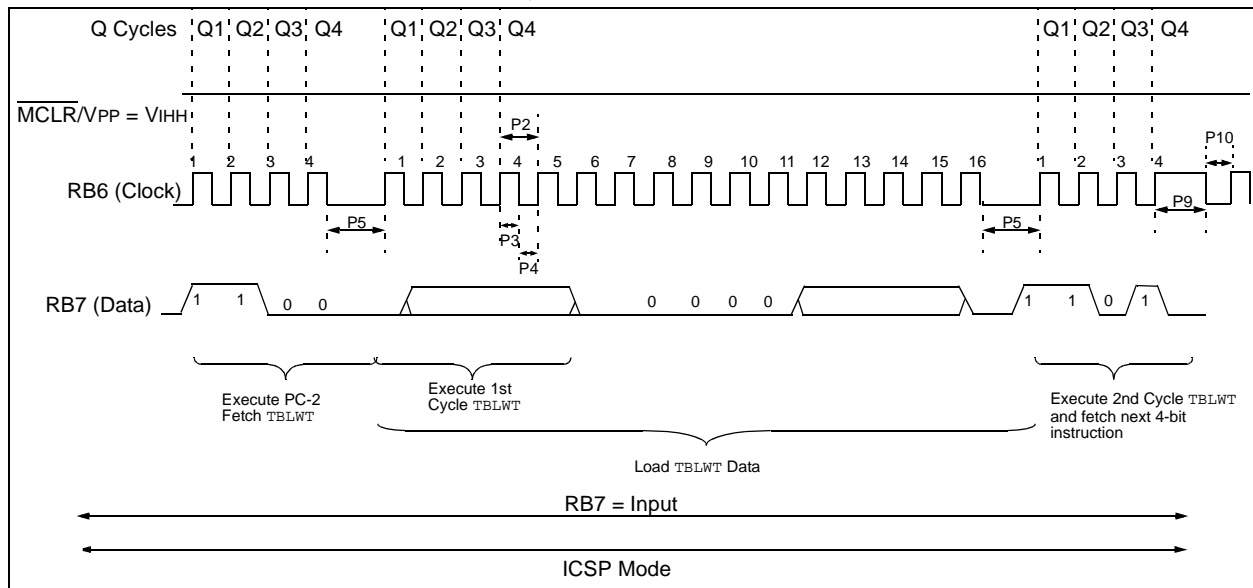 Q Cycles Q1 Q2 Q3 Q4 Q1 Q2 Q3 Q4 Q1 Q2 Q3 Q4
MCLR/VPP = VIHH
P2
P10
1 2 3 4 1 2 3 4 5 6 7 8 9 10 11 12 13 14 15 16 1 2 3 4
RB6 (Clock)
P5 P3 P5 P9
P4
RB7 (Data) 1 1 0 0 0 0 0 0 1 1 0 1
Execute PC-2
Fetch TBLWT
Execute 1st
Cycle TBLWT
Execute 2nd Cycle TBLWT
and fetch next 4-bit
instruction
Load TBLWT Data
RB7 = Input
ICSP Mode